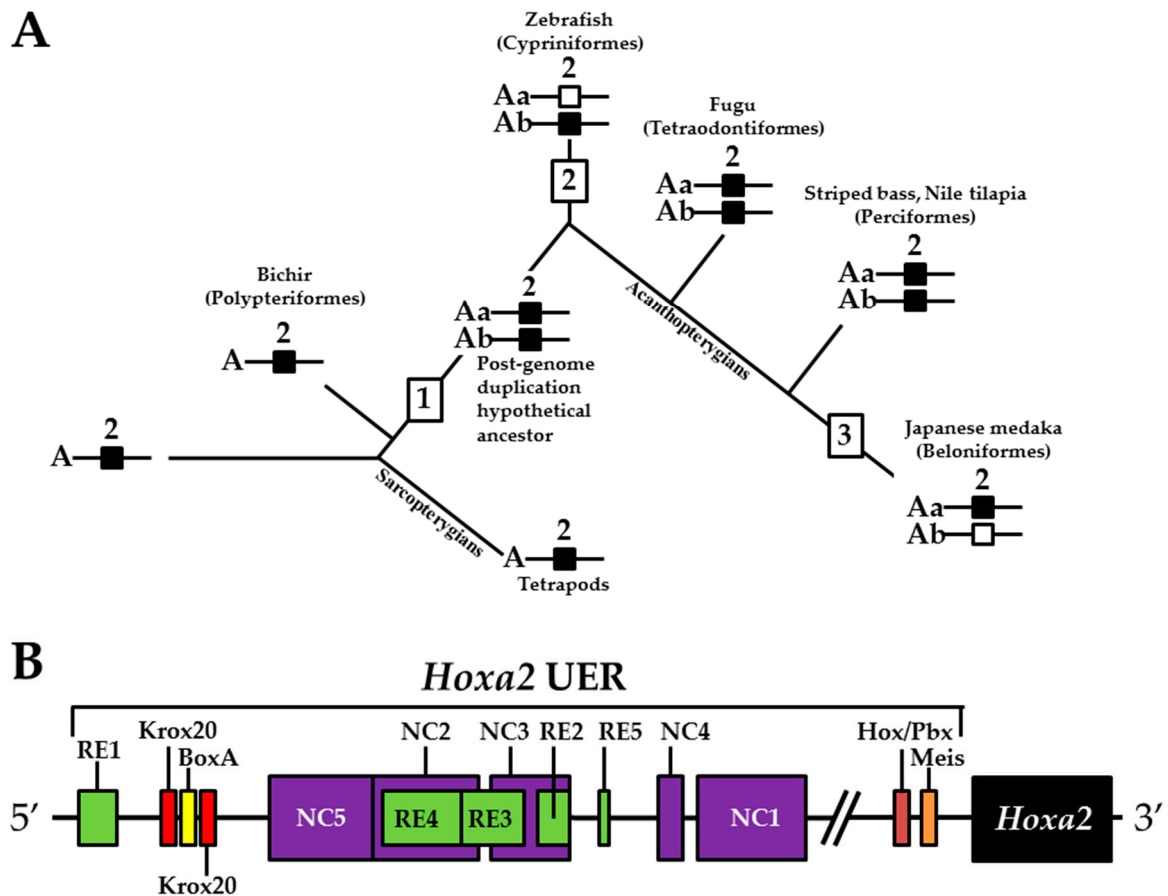 A
Zebrafish
(Cypriniformes)
2
Aa
Ab
2
Fugu
(Tetraodontiformes)
2
Aa
Ab
Striped bass, Nile tilapia
(Perciformes)
2
Aa
Ab
Acanthopterygians
Bichir
(Polypteriformes)
2
A
2
Aa
Ab
Post-genome
duplication
hypothetical
ancestor
1
3
Japanese medaka
(Beloniformes)
2
Aa
Ab
2
A
Sarcopterygians
2
A
Tetrapods
B
Hoxa2 UER
RE1
Krox20
BoxA
NC2
NC3
RE2
RE5
NC4
Hox/Pbx
Meis
5′
NC5
RE4
RE3
NC1
Hoxa2
3′
Krox20